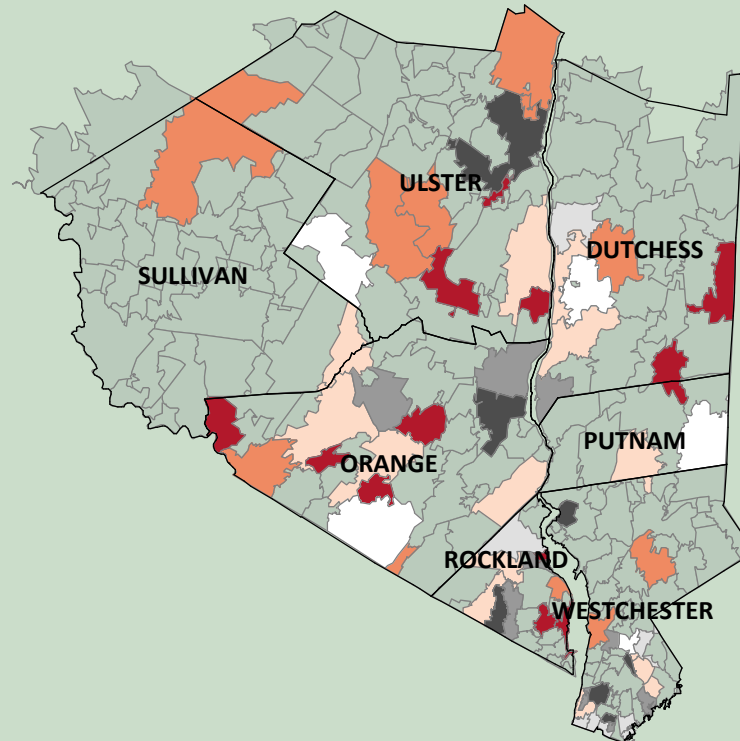 ULSTER
DUTCHESS
SULLIVAN
PUTNAM
ORANGE
ROCKLAND
WESTCHESTER